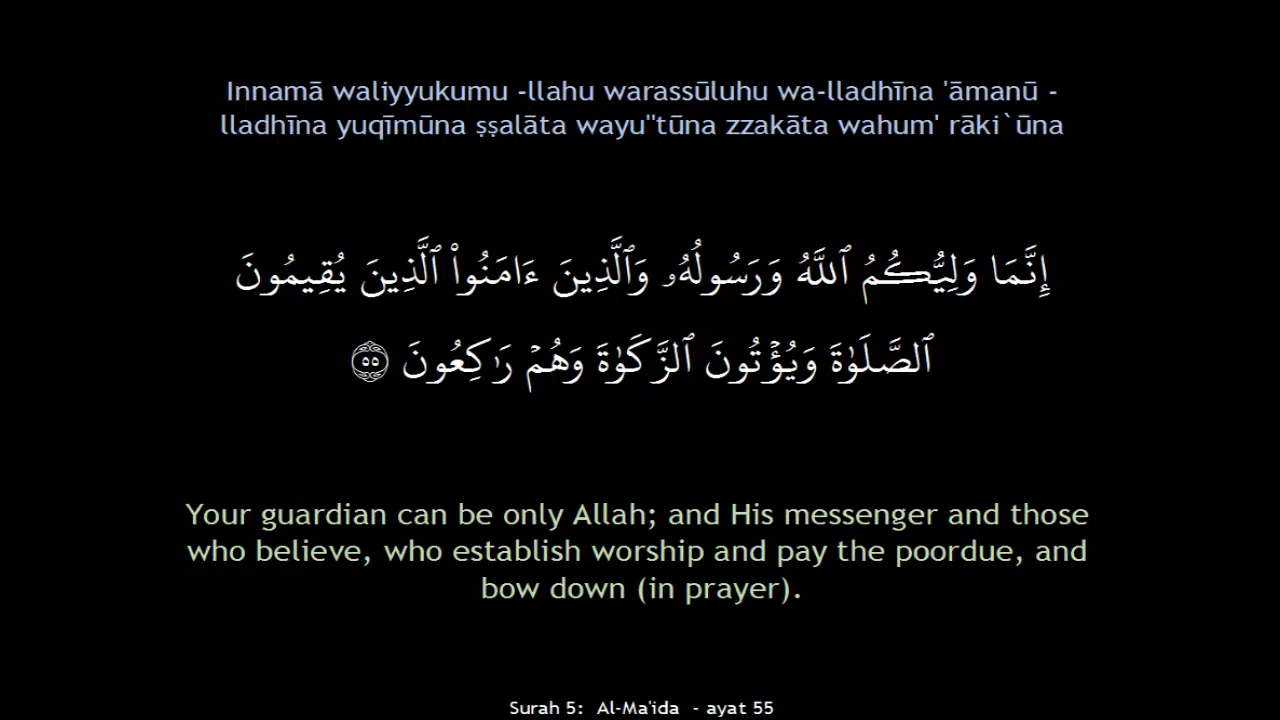 Innamā waliyyukumu -llahu warassūluhu wa-lladhīna 'āmanū -
lladhīna yuqīmūna ṣṣalāta wayu"tūna zzakāta wahum' rāki`ūna
إِنَّمَا وَلِيُّكُمُ ٱللَّهُ وَرَسُولُهُۥ وَٱلَّذِينَ ءَامَنُوا۟ ٱلَّذِينَ يُقِيمُونَ
ٱلصَّلَوٰةَ وَيُؤْتُونَ ٱلزَّكَوٰةَ وَهُمْ رَٰكِعُونَ ٥٥
Your guardian can be only Allah; and His messenger and those
who believe, who establish worship and pay the poordue, and
bow down (in prayer).
Surah 5:  Al-Ma'ida  - ayat 55